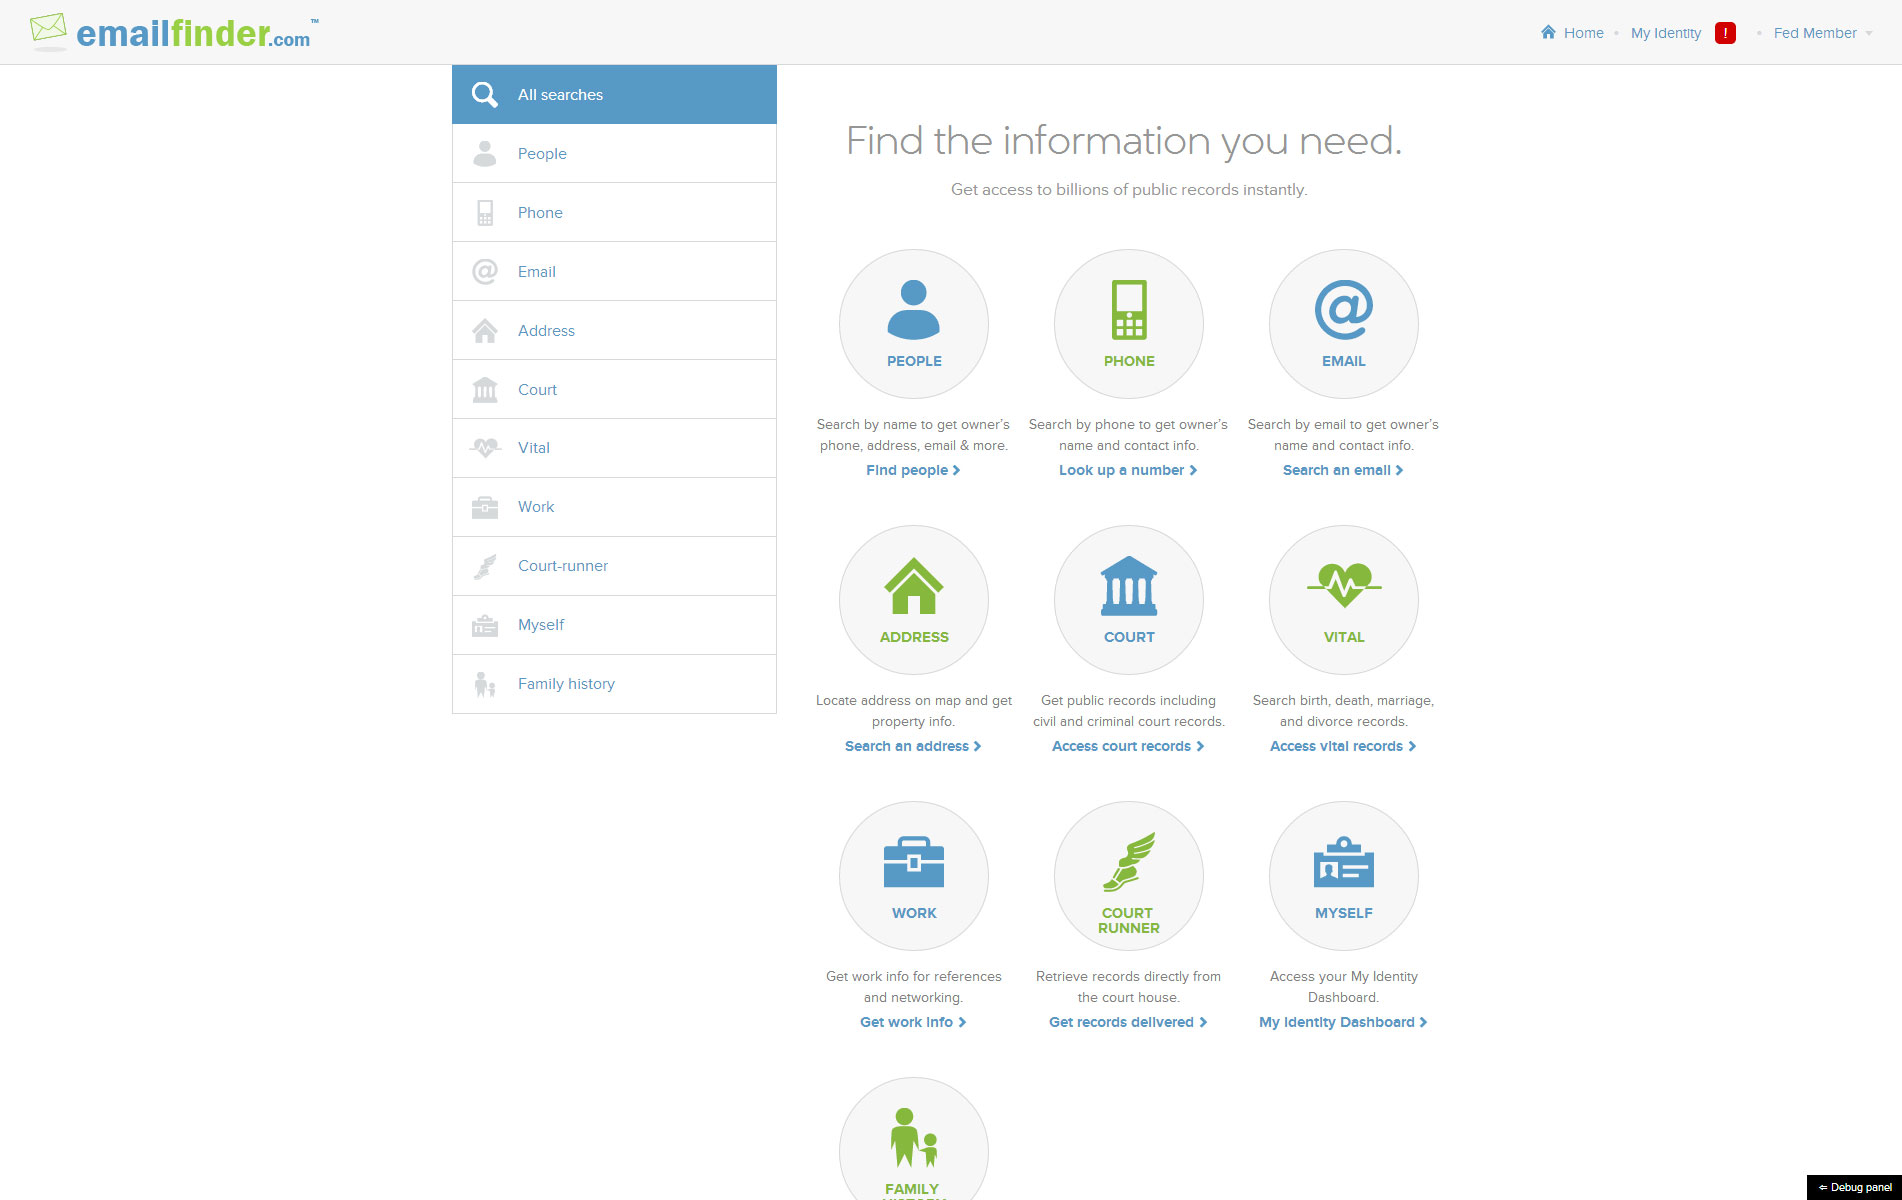 emailfinder.com™
Home • My Identity ! • Fed Member
All searches
People
Phone
Email
Address
Court
Vital
Work
Court-runner
Myself
Family history
Find the information you need.
Get access to billions of public records instantly.
PEOPLE
Search by name to get owner's
phone, address, email & more.
Find people
PHONE
Search by phone to get owner's
name and contact info.
Look up a number
EMAIL
Search by email to get owner's
name and contact info.
Search an email
ADDRESS
Locate address on map and get
property info.
Search an address
COURT
Get public records including
civil and criminal court records.
Access court records
VITAL
Search birth, death, marriage,
and divorce records.
Access vital records
WORK
Get work info for references
and networking.
Get work info
COURT
RUNNER
Retrieve records directly from
the court house.
Get records delivered
MYSELF
Access your My Identity
Dashboard.
My Identity Dashboard
FAMILY
⇐ Debug panel